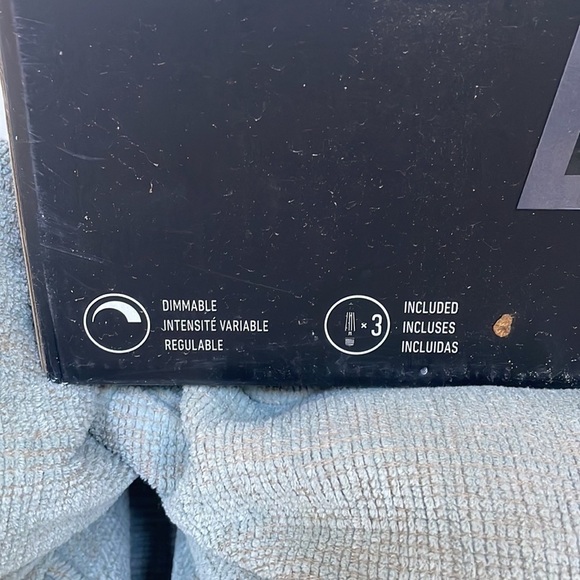 DIMMABLE
INTENSITÉ VARIABLE
REGULABLE
× 3
INCLUDED
INCLUSES
INCLUIDAS